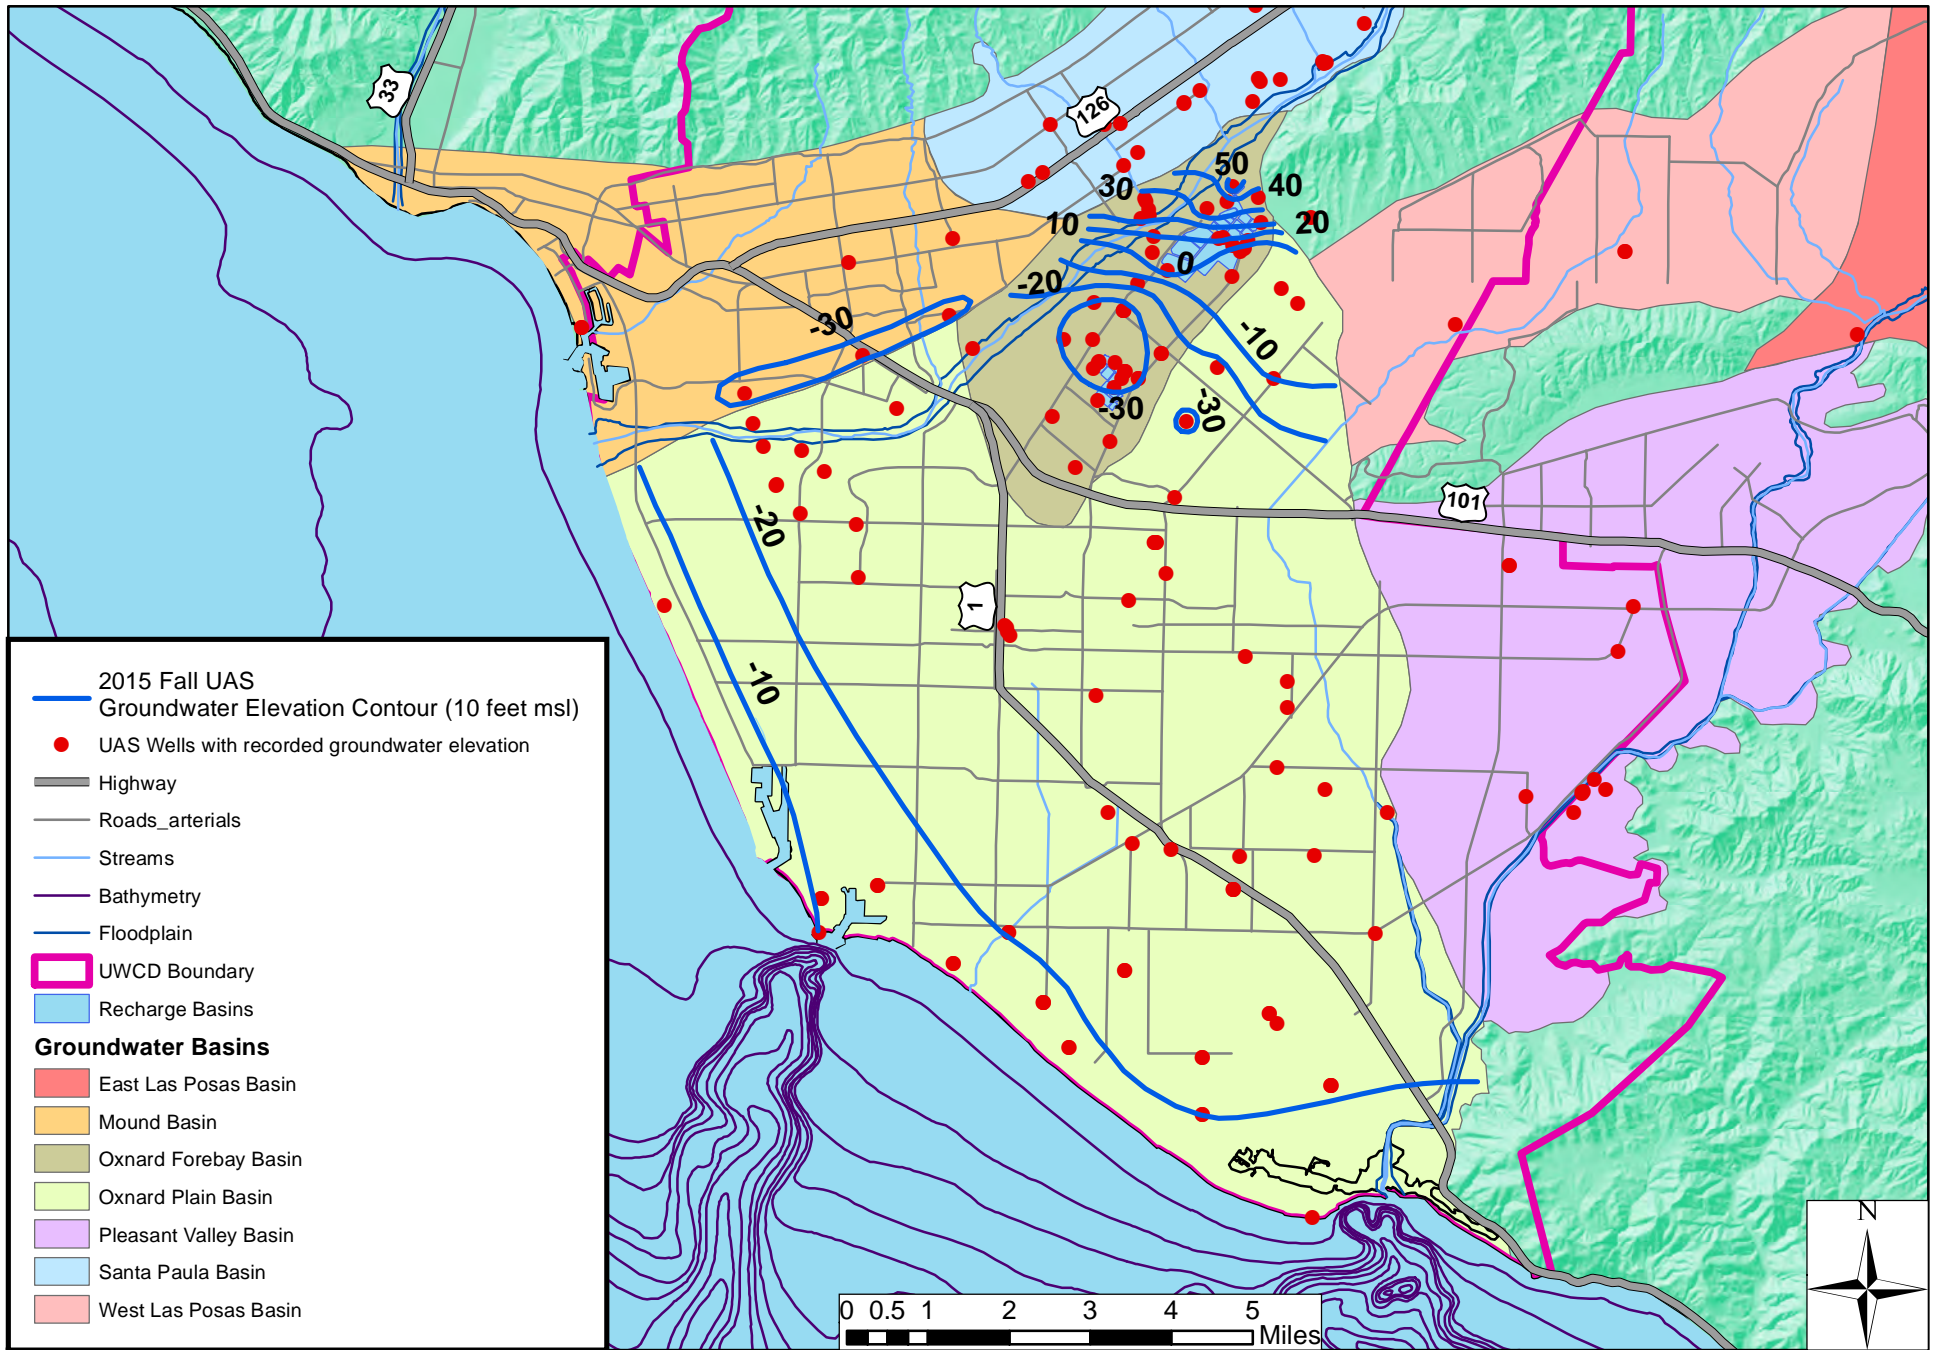 33
126
50
30
40
10
20
0
-20
-30
-10
-30
-30
101
-20
1
-10
2015 Fall UAS
Groundwater Elevation Contour (10 feet msl)
UAS Wells with recorded groundwater elevation
Highway
Roads_arterials
Streams
Bathymetry
Floodplain
UWCD Boundary
Recharge Basins
Groundwater Basins
East Las Posas Basin
Mound Basin
Oxnard Forebay Basin
Oxnard Plain Basin
Pleasant Valley Basin
Santa Paula Basin
West Las Posas Basin
0 0.5 1 2 3 4 5
Miles
N